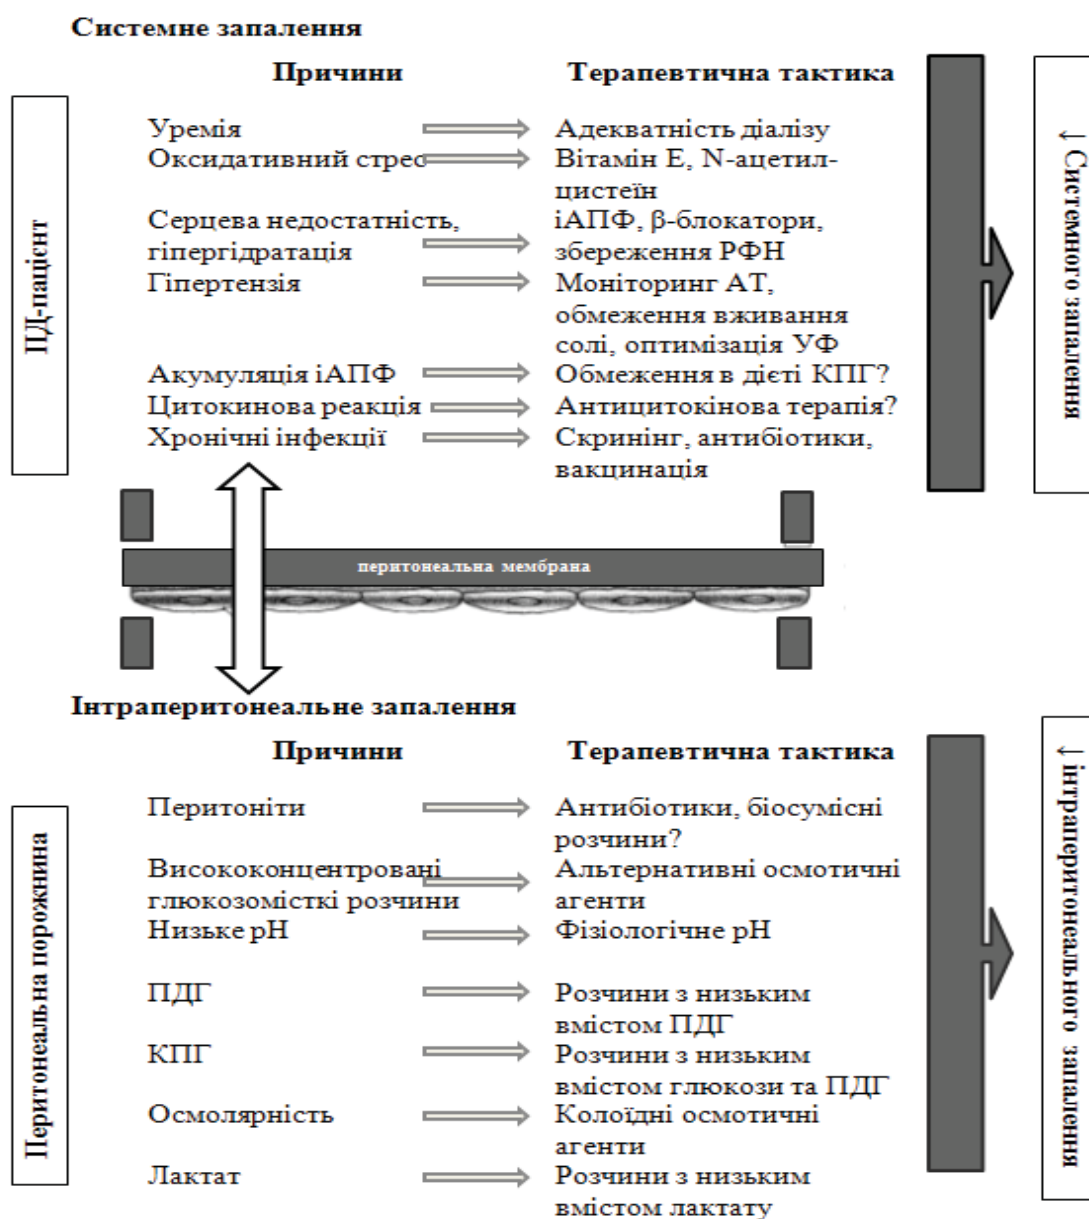 Системне запалення
Причини
Терапевтична тактика
ПД-пацієнт
Уремія
Адекватність діалізу
Оксидативний стрес
Вітамін Е, N-ацетил-
цистеїн
Серцева недостатність,
гіпергідратація
іАПФ, β-блокатори,
збереження РФН
Гіпертензія
Моніторинг АТ,
обмеження вживання
солі, оптимізація УФ
Акумуляція іАПФ
Обмеження в дієті КПГ?
Цитокинова реакція
Антицитокінова терапія?
Хронічні інфекції
Скринінг, антибіотики,
вакцинація
↓ Системного запалення
перитонеальна мембрана
Інтраперитонеальне запалення
Причини
Терапевтична тактика
Перитонеальна порожнина
Перитоніти
Антибіотики, біосумісні
розчини?
Висококонцентровані
глюкозомісткі розчини
Альтернативні осмотичні
агенти
Низьке рН
Фізіологічне рН
ПДГ
Розчини з низьким
вмістом ПДГ
КПГ
Розчини з низьким
вмістом глюкози та ПДГ
Осмолярність
Колоїдні осмотичні
агенти
Лактат
Розчини з низьким
вмістом лактату
↓ інтраперитонеального запалення